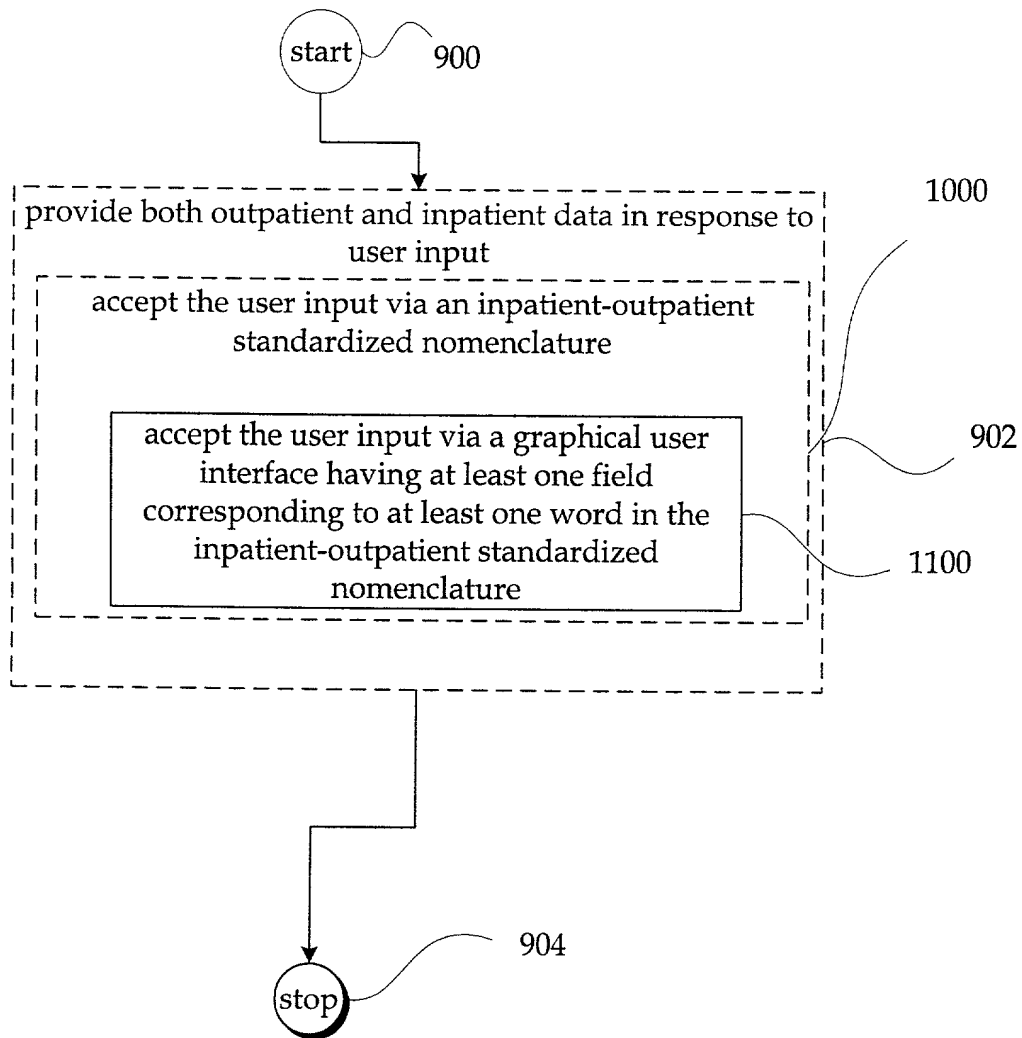 start
900
1000
provide both outpatient and inpatient data in response to
user input
accept the user input via an inpatient-outpatient
standardized nomenclature
accept the user input via a graphical user
interface having at least one field
corresponding to at least one word in the
inpatient-outpatient standardized
nomenclature
902
1100
904
stop